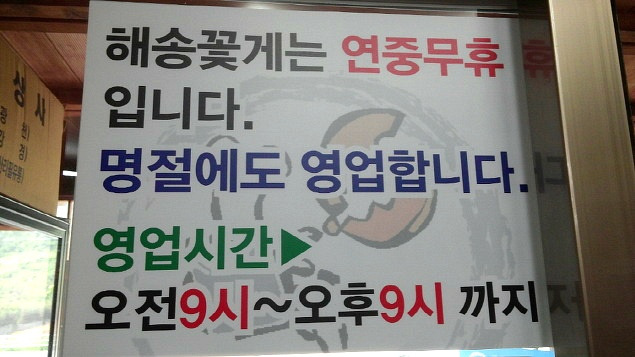 해송꽃게는 연중무휴
입니다.
명절에도 영업합니다.
영업시간▶
오전9시~오후9시 까지